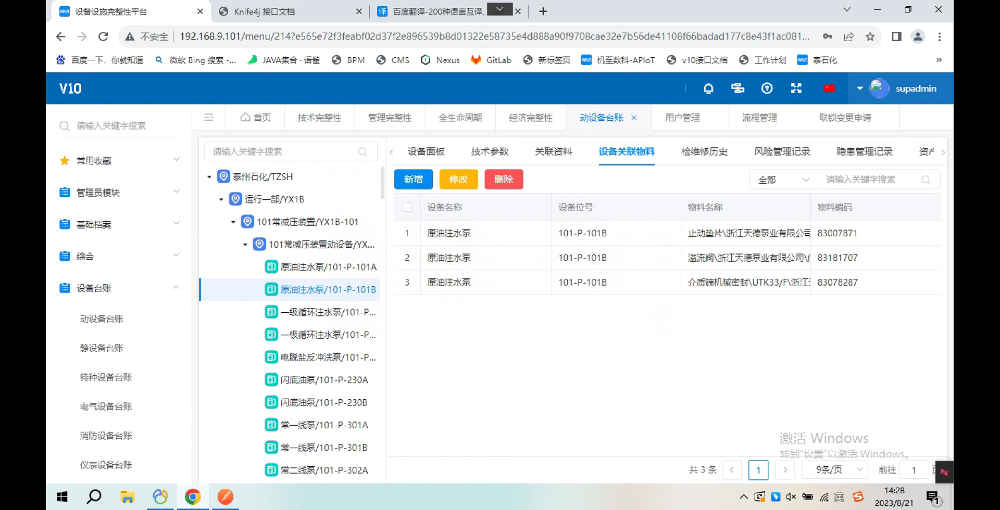 设备设施完整性平台
Knife4j 接口文档
百度翻译-200种语言互译、
不安全
192.168.9.101/menu/214?e565e72f3feabf02d37f2e896539b8d01322e58735e4d888a90f9708cae32e7b56de41108f66badad177c8e43f1ac081...
百度一下，你就知道
微软 Bing 搜索 -...
JAVA集合 · 语雀
BPM
CMS
Nexus
GitLab
新标签页
机至数科-APIoT
v10接口文档
工作计划
泰石化
V10
supadmin
请输入关键字搜索
首页
技术完整性
管理完整性
全生命周期
经济完整性
动设备台账
用户管理
流程管理
联锁变更申请
常用收藏
管理员模块
基础档案
综合
设备台账
动设备台账
静设备台账
特种设备台账
电气设备台账
消防设备台账
仪表设备台账
请输入关键字搜索
泰州石化/TZSH
运行一部/YX1B
101常减压装置/YX1B-101
101常减压装置动设备/YX...
原油注水泵/101-P-101A
原油注水泵/101-P-101B
一级循环注水泵/101-P...
一级循环注水泵/101-P...
电脱盐反冲洗泵/101-P...
闪底油泵/101-P-230A
闪底油泵/101-P-230B
常一线泵/101-P-301A
常一线泵/101-P-301B
常二线泵/101-P-302A
设备面板
技术参数
关联资料
设备关联物料
检维修历史
风险管理记录
隐患管理记录
资产
新增
修改
删除
全部
请输入关键字搜索
设备名称 设备位号 物料名称 物料编码
1 原油注水泵 101-P-101B 止动垫片\浙江天德泵业有限公司 83007871
2 原油注水泵 101-P-101B 溢流阀\浙江天德泵业有限公司\ 83181707
3 原油注水泵 101-P-101B 介质端机械密封\UTK33/F\浙江 83078287
激活 Windows
转到"设置"以激活 Windows。
共 3 条
1
9条/页
前往 1
英
14:28
2023/8/21
1